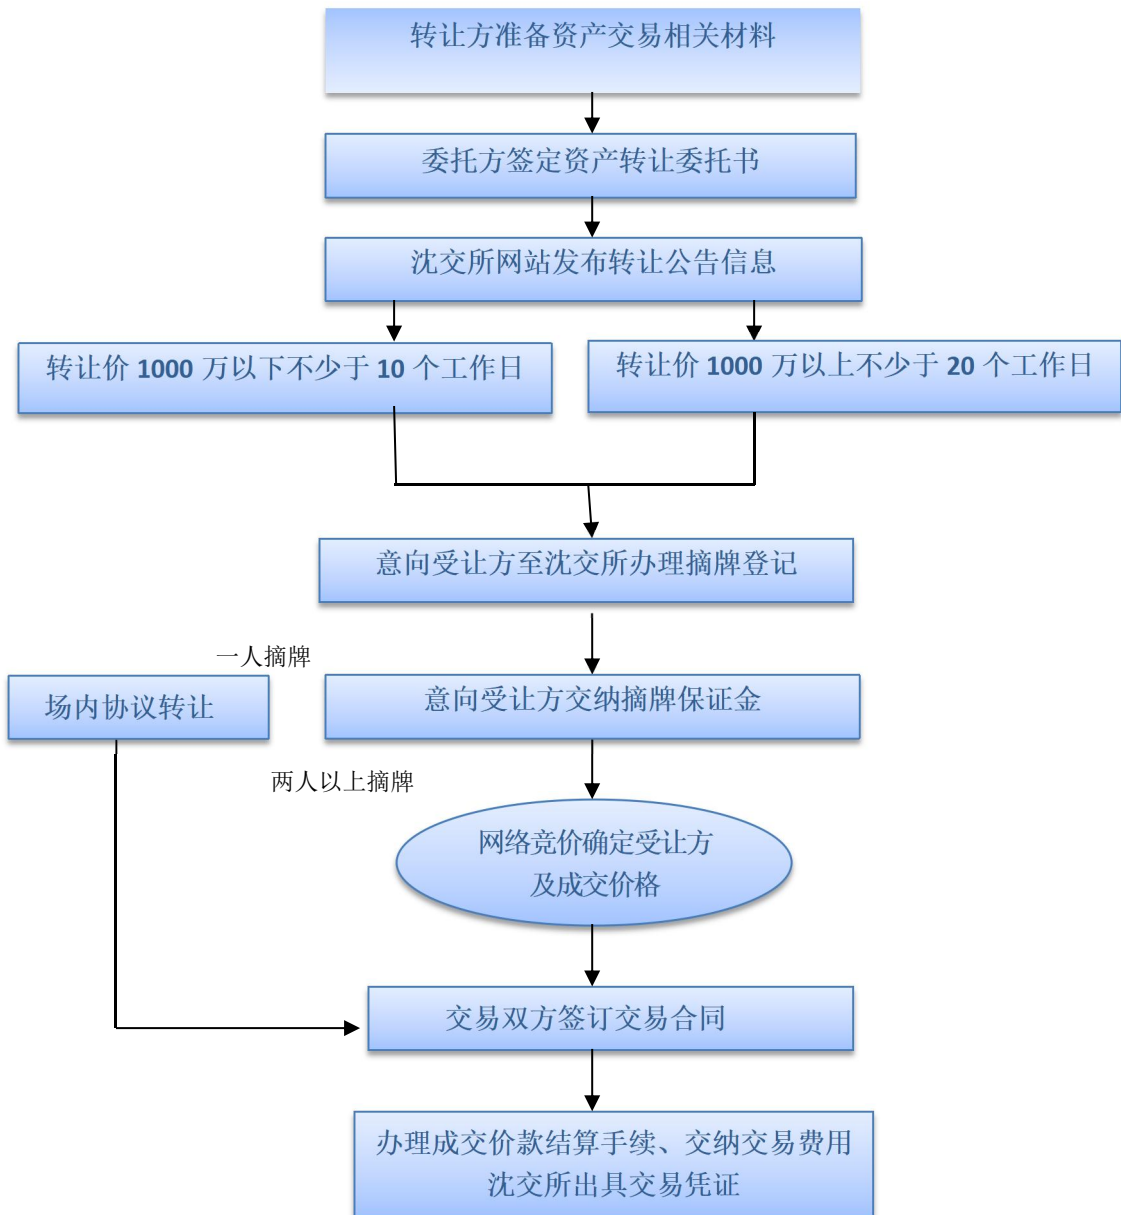 转让方准备资产交易相关材料
委托方签定资产转让委托书
沈交所网站发布转让公告信息
转让价 1000 万以下不少于 10 个工作日
转让价 1000 万以上不少于 20 个工作日
意向受让方至沈交所办理摘牌登记
一人摘牌
场内协议转让
意向受让方交纳摘牌保证金
两人以上摘牌
网络竞价确定受让方
及成交价格
交易双方签订交易合同
办理成交价款结算手续、交纳交易费用
沈交所出具交易凭证